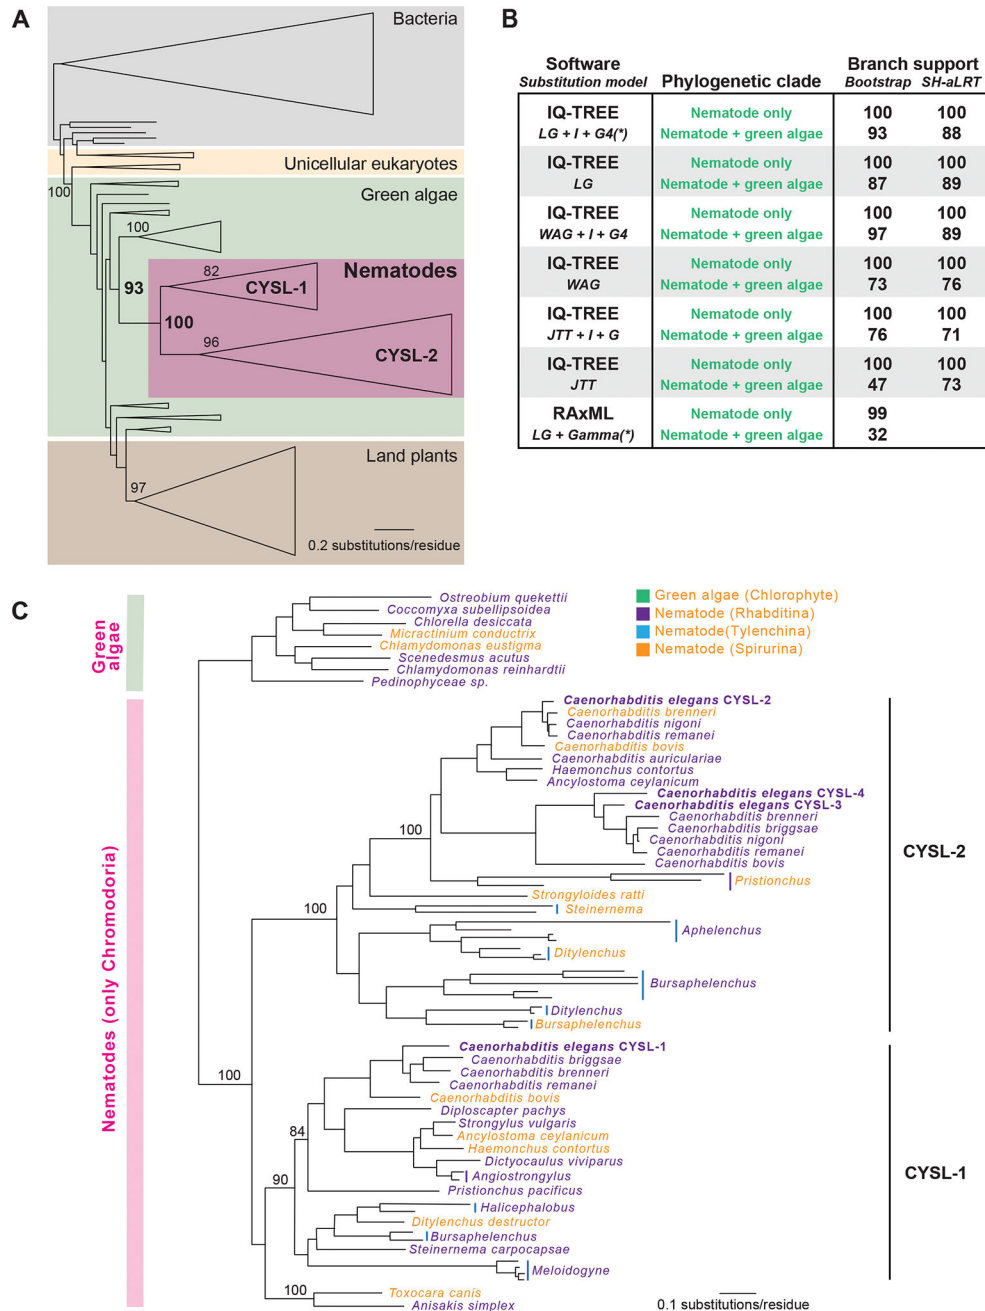 A
Bacteria
Unicellular eukaryotes
100
Green algae
100
Nematodes
82
CYSL-1
93
100
96
CYSL-2
Land plants
97
0.2 substitutions/residue
B
Software Branch support
Substitution model Phylogenetic clade Bootstrap SH-aLRT
IQ-TREE Nematode only 100 100
LG + I + G4(*) Nematode + green algae 93 88
IQ-TREE Nematode only 100 100
LG Nematode + green algae 87 89
IQ-TREE Nematode only 100 100
WAG + I + G4 Nematode + green algae 97 89
IQ-TREE Nematode only 100 100
WAG Nematode + green algae 73 76
IQ-TREE Nematode only 100 100
JTT + I + G Nematode + green algae 76 71
IQ-TREE Nematode only 100 100
JTT Nematode + green algae 47 73
RAxML Nematode only 99
LG + Gamma(*) Nematode + green algae 32
C
Green algae (Chlorophyte)
Nematode (Rhabditina)
Nematode(Tylenchina)
Nematode (Spirurina)
Green
algae
Ostreobium quekettii
Coccomyxa subellipsoidea
Chlorella desiccata
Micractinium conductrix
Chlamydomonas eustigma
Scenedesmus acutus
Chlamydomonas reinhardtii
Pedinophyceae sp.
Nematodes (only Chromodoria)
Caenorhabditis elegans CYSL-2
Caenorhabditis brenneri
Caenorhabditis nigoni
Caenorhabditis remanei
Caenorhabditis bovis
Caenorhabditis auriculariae
Haemonchus contortus
Ancylostoma ceylanicum
Caenorhabditis elegans CYSL-4
Caenorhabditis elegans CYSL-3
Caenorhabditis brenneri
Caenorhabditis briggsae
Caenorhabditis nigoni
Caenorhabditis remanei
Caenorhabditis bovis
100
CYSL-2
Pristionchus
Strongyloides ratti
100
Steinernema
Aphelenchus
Ditylenchus
Bursaphelenchus
Ditylenchus
Bursaphelenchus
Caenorhabditis elegans CYSL-1
Caenorhabditis briggsae
Caenorhabditis brenneri
Caenorhabditis remanei
Caenorhabditis bovis
100
Diploscapter pachys
Strongylus vulgaris
84
Ancylostoma ceylanicum
Haemonchus contortus
Dictyocaulus viviparus
Angiostrongylus
CYSL-1
90
Pristionchus pacificus
Halicephalobus
Ditylenchus destructor
Bursaphelenchus
Steinernema carpocapsae
Meloidogyne
100
Toxocara canis
Anisakis simplex
0.1 substitutions/residue